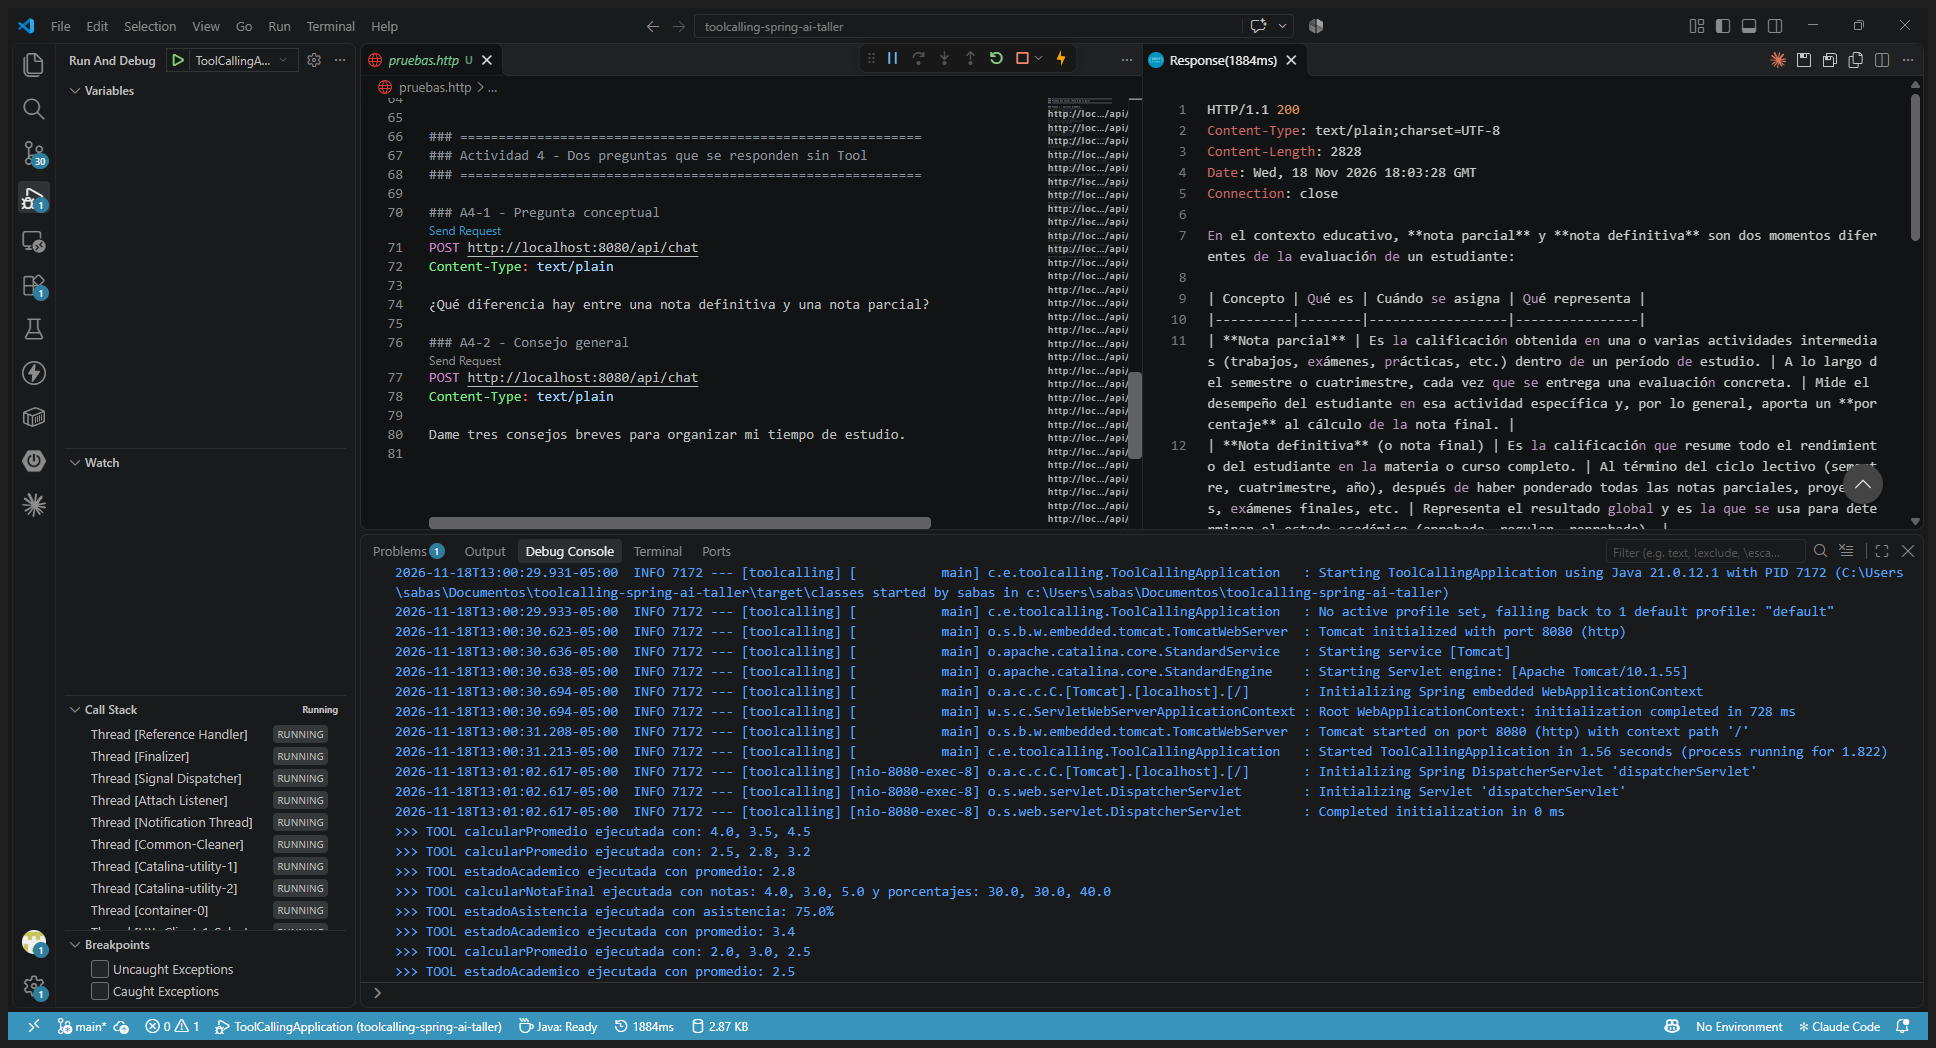 File Edit Selection View Go Run Terminal Help
toolcalling-spring-ai-taller
Run And Debug ToolCallingA...
Variables
Watch
Call Stack Running
Thread [Reference Handler] RUNNING
Thread [Finalizer] RUNNING
Thread [Signal Dispatcher] RUNNING
Thread [Attach Listener] RUNNING
Thread [Notification Thread] RUNNING
Thread [Common-Cleaner] RUNNING
Thread [Catalina-utility-1] RUNNING
Thread [Catalina-utility-2] RUNNING
Thread [container-0] RUNNING
Breakpoints
Uncaught Exceptions
Caught Exceptions
30
1
1
1
1
pruebas.http U
pruebas.http > ...
64
65
66 ### ============================================================
67 ### Actividad 4 - Dos preguntas que se responden sin Tool
68 ### ============================================================
69
70 ### A4-1 - Pregunta conceptual
Send Request
71 POST http://localhost:8080/api/chat
72 Content-Type: text/plain
73
74 ¿Qué diferencia hay entre una nota definitiva y una nota parcial?
75
76 ### A4-2 - Consejo general
Send Request
77 POST http://localhost:8080/api/chat
78 Content-Type: text/plain
79
80 Dame tres consejos breves para organizar mi tiempo de estudio.
81
Response(1884ms)
1 HTTP/1.1 200
2 Content-Type: text/plain;charset=UTF-8
3 Content-Length: 2828
4 Date: Wed, 18 Nov 2026 18:03:28 GMT
5 Connection: close
6
7 En el contexto educativo, **nota parcial** y **nota definitiva** son dos momentos difer
entes de la evaluación de un estudiante:
8
9 | Concepto | Qué es | Cuándo se asigna | Qué representa |
10 |----------|--------|------------------|----------------|
11 | **Nota parcial** | Es la calificación obtenida en una o varias actividades intermedia
s (trabajos, exámenes, prácticas, etc.) dentro de un período de estudio. | A lo largo d
el semestre o cuatrimestre, cada vez que se entrega una evaluación concreta. | Mide el
desempeño del estudiante en esa actividad específica y, por lo general, aporta un **por
centaje** al cálculo de la nota final. |
12 | **Nota definitiva** (o nota final) | Es la calificación que resume todo el rendimient
o del estudiante en la materia o curso completo. | Al término del ciclo lectivo (semest
re, cuatrimestre, año), después de haber ponderado todas las notas parciales, proye
s, exámenes finales, etc. | Representa el resultado global y es la que se usa para dete
rminar el estado académico (aprobado, regular, reprobado). |
Problems 1 Output Debug Console Terminal Ports
Filter (e.g. text, !exclude, \esca...
2026-11-18T13:00:29.931-05:00 INFO 7172 --- [toolcalling] [ main] c.e.toolcalling.ToolCallingApplication : Starting ToolCallingApplication using Java 21.0.12.1 with PID 7172 (C:\Users
\sabas\Documentos\toolcalling-spring-ai-taller\target\classes started by sabas in c:\Users\sabas\Documentos\toolcalling-spring-ai-taller)
2026-11-18T13:00:29.933-05:00 INFO 7172 --- [toolcalling] [ main] c.e.toolcalling.ToolCallingApplication : No active profile set, falling back to 1 default profile: "default"
2026-11-18T13:00:30.623-05:00 INFO 7172 --- [toolcalling] [ main] o.s.b.w.embedded.tomcat.TomcatWebServer : Tomcat initialized with port 8080 (http)
2026-11-18T13:00:30.636-05:00 INFO 7172 --- [toolcalling] [ main] o.apache.catalina.core.StandardService : Starting service [Tomcat]
2026-11-18T13:00:30.638-05:00 INFO 7172 --- [toolcalling] [ main] o.apache.catalina.core.StandardEngine : Starting Servlet engine: [Apache Tomcat/10.1.55]
2026-11-18T13:00:30.694-05:00 INFO 7172 --- [toolcalling] [ main] o.a.c.c.C.[Tomcat].[localhost].[/] : Initializing Spring embedded WebApplicationContext
2026-11-18T13:00:30.694-05:00 INFO 7172 --- [toolcalling] [ main] w.s.c.ServletWebServerApplicationContext : Root WebApplicationContext: initialization completed in 728 ms
2026-11-18T13:00:31.208-05:00 INFO 7172 --- [toolcalling] [ main] o.s.b.w.embedded.tomcat.TomcatWebServer : Tomcat started on port 8080 (http) with context path '/'
2026-11-18T13:00:31.213-05:00 INFO 7172 --- [toolcalling] [ main] c.e.toolcalling.ToolCallingApplication : Started ToolCallingApplication in 1.56 seconds (process running for 1.822)
2026-11-18T13:01:02.617-05:00 INFO 7172 --- [toolcalling] [nio-8080-exec-8] o.a.c.c.C.[Tomcat].[localhost].[/] : Initializing Spring DispatcherServlet 'dispatcherServlet'
2026-11-18T13:01:02.617-05:00 INFO 7172 --- [toolcalling] [nio-8080-exec-8] o.s.web.servlet.DispatcherServlet : Initializing Servlet 'dispatcherServlet'
2026-11-18T13:01:02.617-05:00 INFO 7172 --- [toolcalling] [nio-8080-exec-8] o.s.web.servlet.DispatcherServlet : Completed initialization in 0 ms
>>> TOOL calcularPromedio ejecutada con: 4.0, 3.5, 4.5
>>> TOOL calcularPromedio ejecutada con: 2.5, 2.8, 3.2
>>> TOOL estadoAcademico ejecutada con promedio: 2.8
>>> TOOL calcularNotaFinal ejecutada con notas: 4.0, 3.0, 5.0 y porcentajes: 30.0, 30.0, 40.0
>>> TOOL estadoAsistencia ejecutada con asistencia: 75.0%
>>> TOOL estadoAcademico ejecutada con promedio: 3.4
>>> TOOL calcularPromedio ejecutada con: 2.0, 3.0, 2.5
>>> TOOL estadoAcademico ejecutada con promedio: 2.5
main* 0 1 ToolCallingApplication (toolcalling-spring-ai-taller) Java: Ready 1884ms 2.87 KB No Environment Claude Code